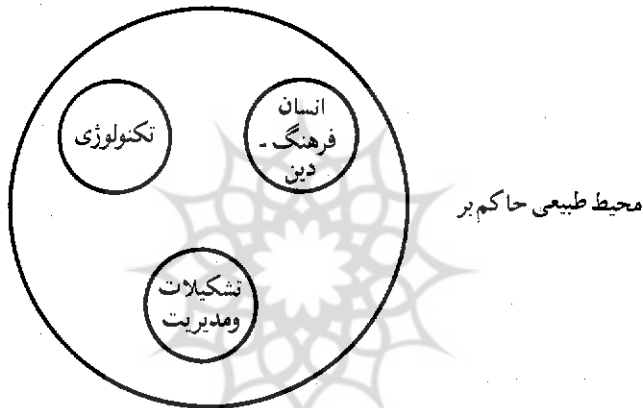 انسان
فرهنگ -
دین
تکنولوژی
محیط طبیعی حاکم بر
تشکیلات
ومدیریت